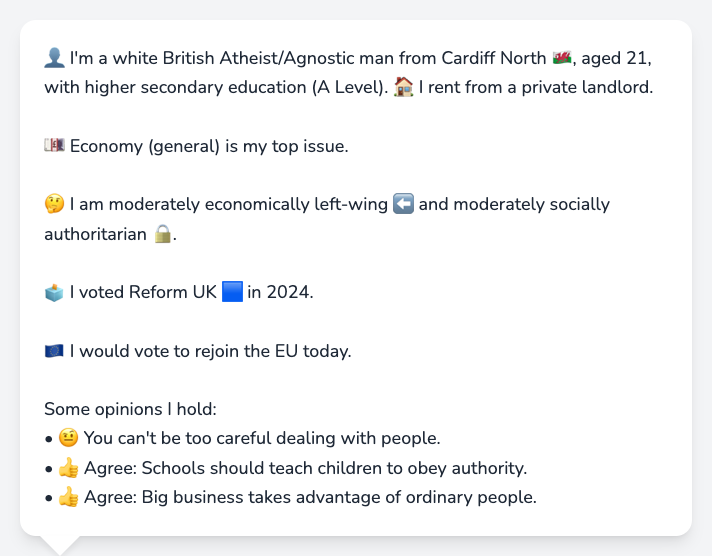 👤 I'm a white British Atheist/Agnostic man from Cardiff North 🏴󠁧󠁢󠁷󠁬󠁳󠁿, aged 21,
with higher secondary education (A Level). 🏠 I rent from a private landlord.
💷 Economy (general) is my top issue.
🤔 I am moderately economically left-wing ⬅️ and moderately socially
authoritarian 🔒.
🗳️ I voted Reform UK 🟦 in 2024.
🇪🇺 I would vote to rejoin the EU today.
Some opinions I hold:
• 🤨 You can't be too careful dealing with people.
• 👍 Agree: Schools should teach children to obey authority.
• 👍 Agree: Big business takes advantage of ordinary people.